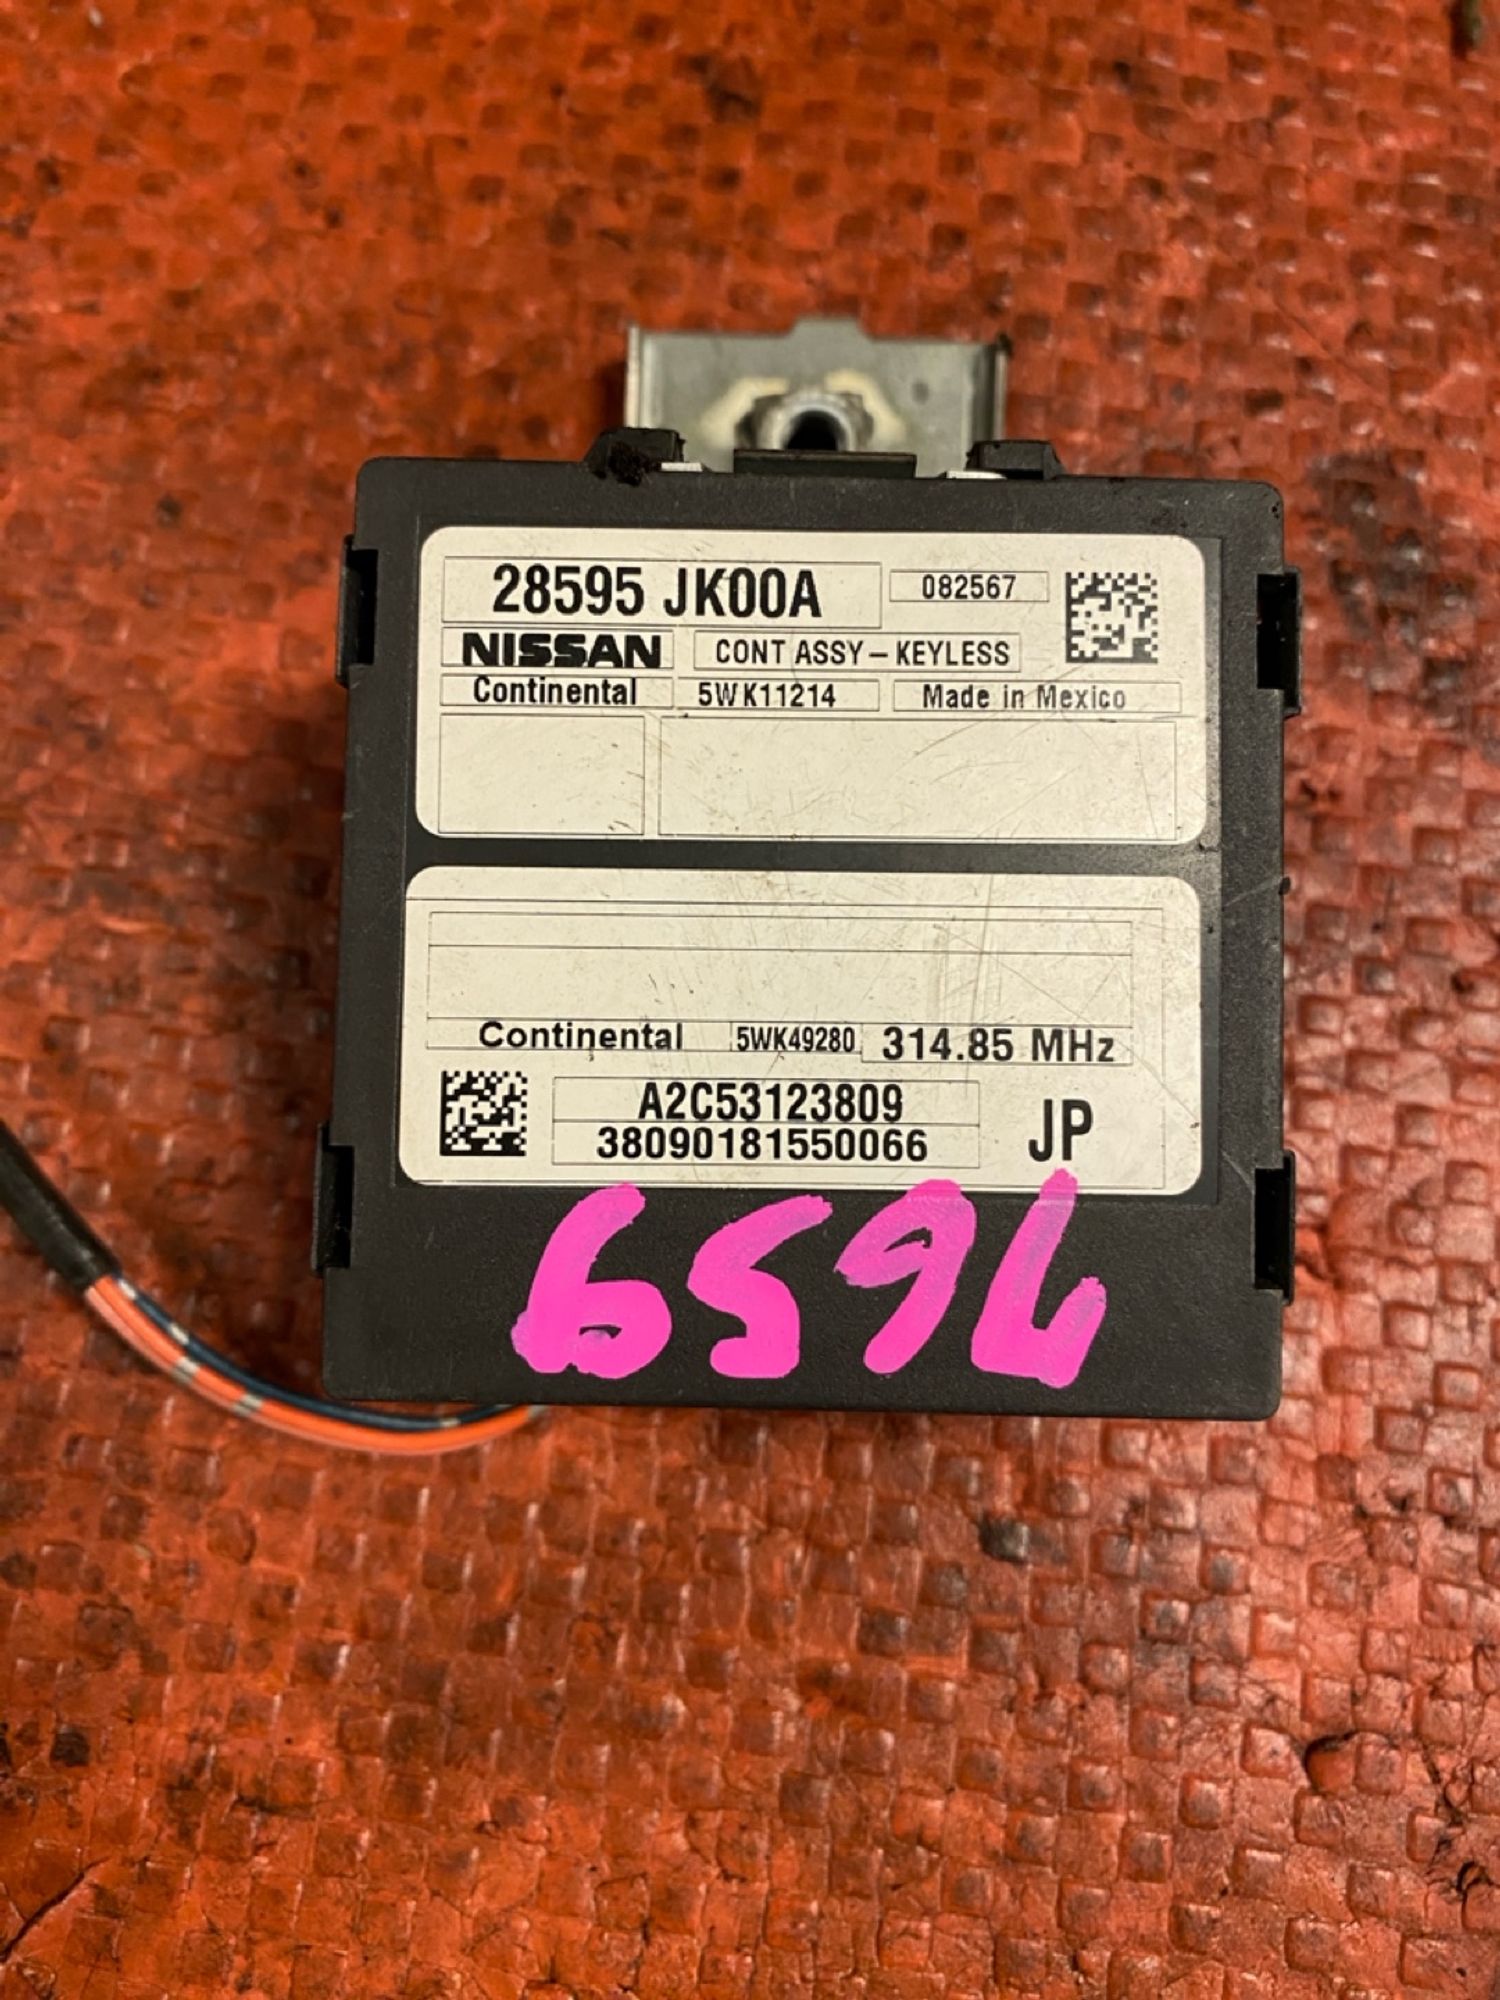 28595 JK00A
082567
NISSAN
CONT ASSY – KEYLESS
Continental
5WK11214
Made in Mexico
Continental
5WK49280
314.85 MHz
A2C53123809
38090181550066
JP